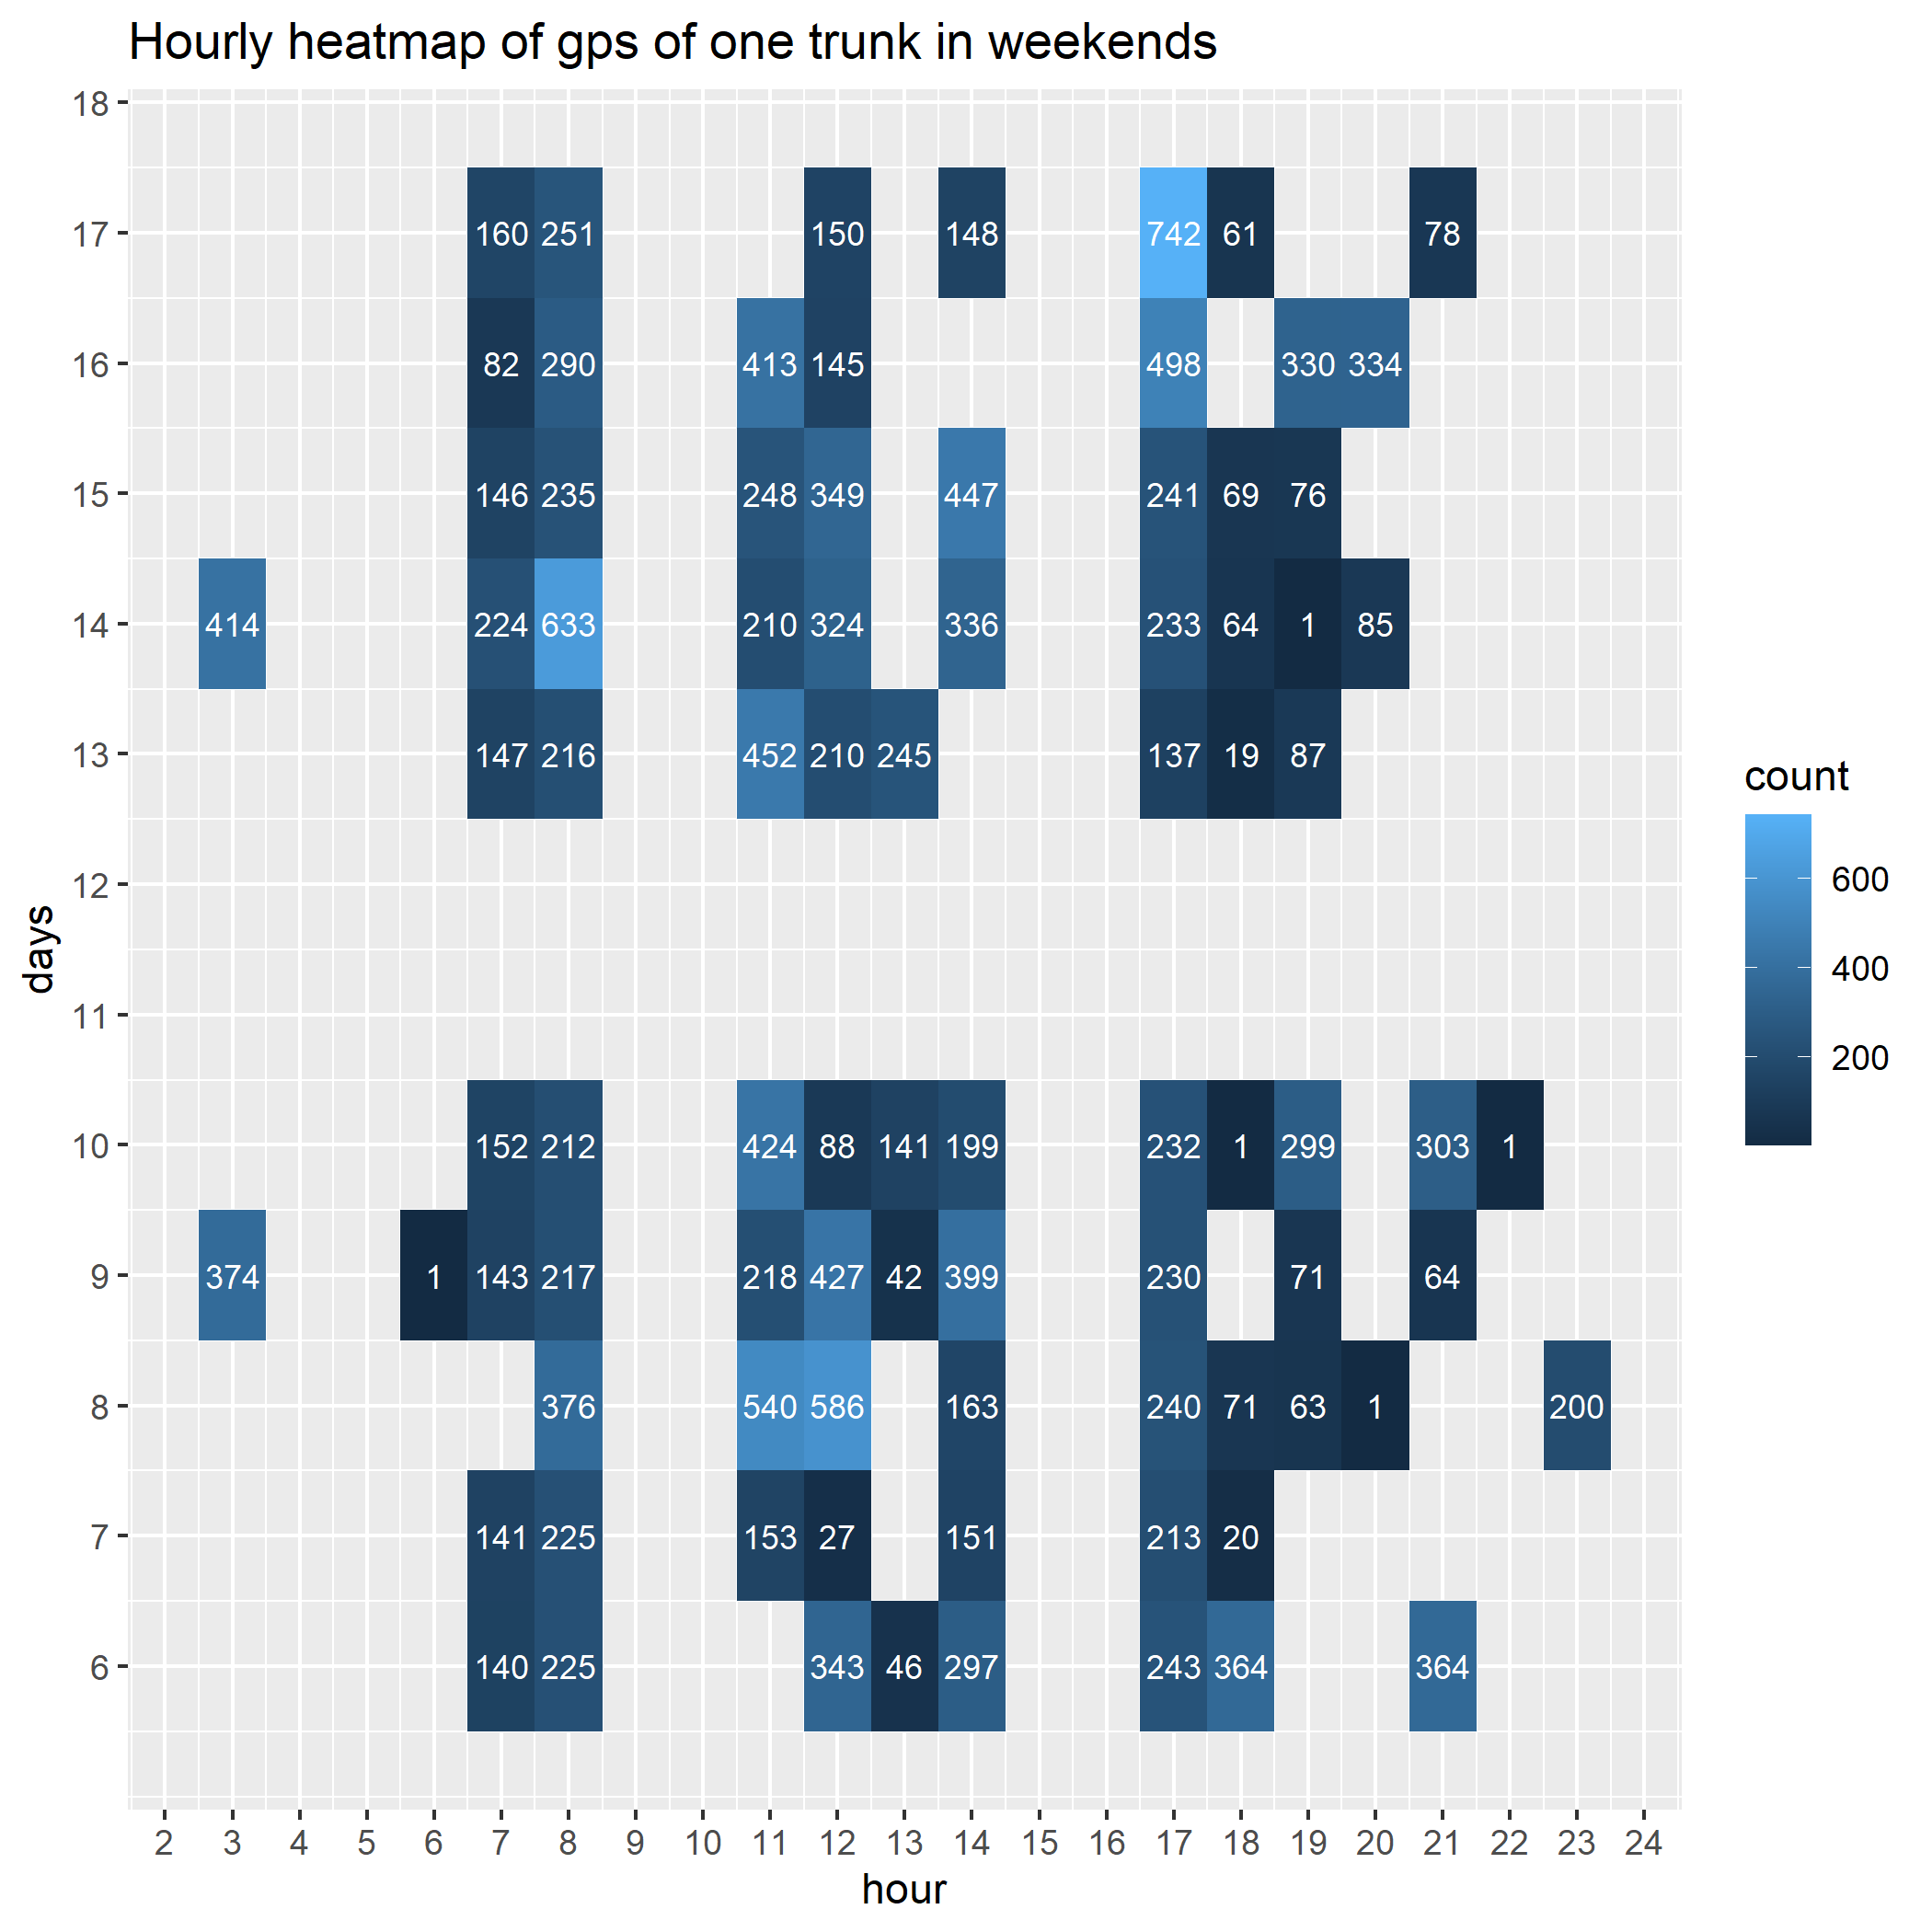 Hourly heatmap of gps of one trunk in weekends
18
17 160 251 150 148 742 61 78
16 82 290 413 145 498 330 334
15 146 235 248 349 447 241 69 76
14 414 224 633 210 324 336 233 64 1 85
13 147 216 452 210 245 137 19 87
12
11
10 152 212 424 88 141 199 232 1 299 303 1
9 374 1 143 217 218 427 42 399 230 71 64
8 376 540 586 163 240 71 63 1 200
7 141 225 153 27 151 213 20
6 140 225 343 46 297 243 364 364
days
2 3 4 5 6 7 8 9 10 11 12 13 14 15 16 17 18 19 20 21 22 23 24
hour
count
600
400
200